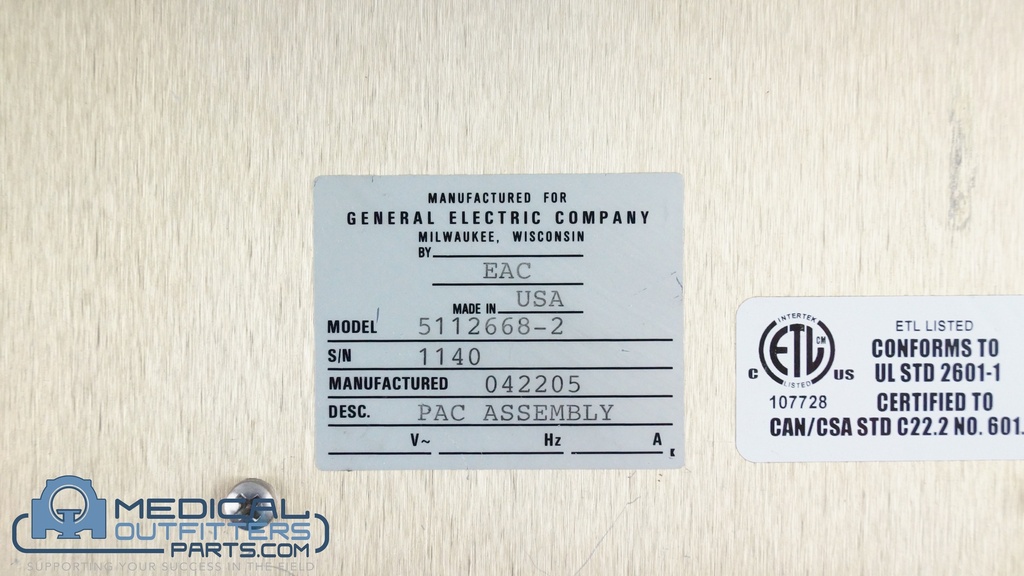 MANUFACTURED FOR
GENERAL ELECTRIC COMPANY
MILWAUKEE, WISCONSIN
BY
EAC
MADE IN USA
MODEL 5112668-2
S/N 1140
MANUFACTURED 042205
DESC. PAC ASSEMBLY
V~ Hz A
K
INTERTEK
ETL CM
LISTED
C US
107728
ETL LISTED
CONFORMS TO
UL STD 2601-1
CERTIFIED TO
CAN/CSA STD C22.2 NO. 601.
MEDICAL
OUTFITTERS
PARTS.COM
SUPPORTING YOUR SUCCESS IN THE FIELD